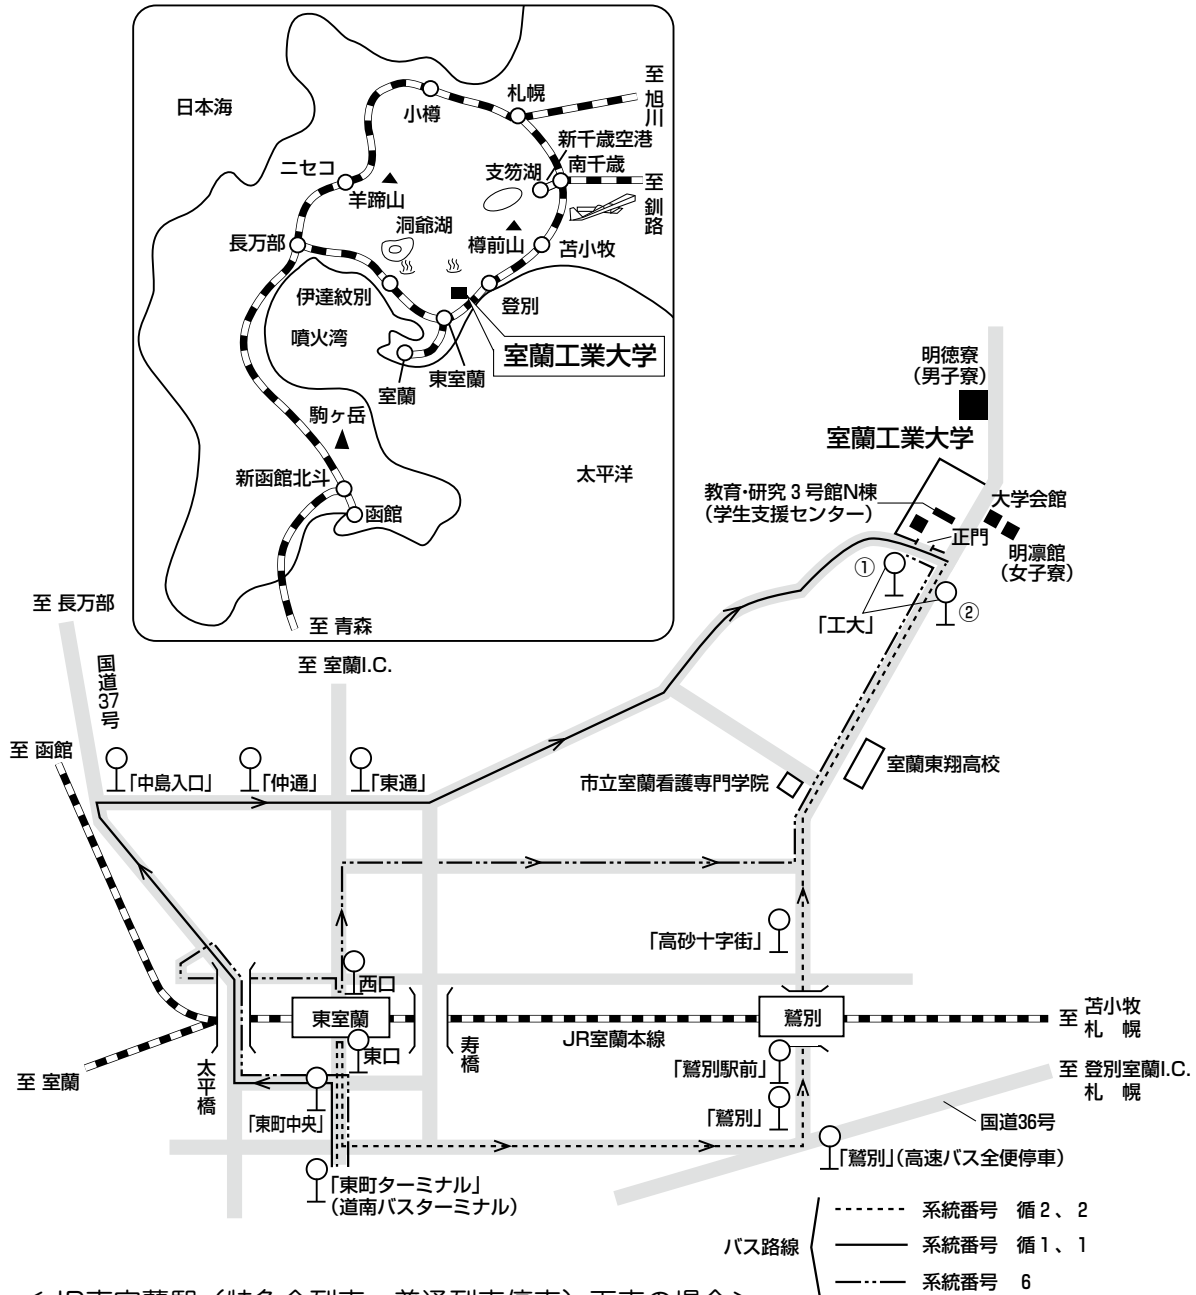 至
旭川
札幌
小樽
日本海
新千歳空港
南千歳
支笏湖
至
釧路
ニセコ
羊蹄山
洞爺湖
樽前山
苫小牧
長万部
伊達紋別
登別
噴火湾
室蘭工業大学
東室蘭
室蘭
駒ヶ岳
太平洋
新函館北斗
函館
至 青森
明徳寮
（男子寮）
室蘭工業大学
教育・研究３号館N棟
（学生支援センター）
大学会館
正門
明凛館
（女子寮）
①
②
「工大」
至 長万部
至 室蘭I.C.
国道37号
至 函館
「中島入口」
「仲通」
「東通」
市立室蘭看護専門学院
室蘭東翔高校
「高砂十字街」
西口
東室蘭
鷲別
至 苫小牧
札　幌
JR室蘭本線
東口
寿橋
「鷲別駅前」
至 室蘭
太平橋
至 登別室蘭I.C.
札　幌
「東町中央」
「鷲別」
国道36号
「鷲別」（高速バス全便停車）
「東町ターミナル」
（道南バスターミナル）
バス路線
系統番号　循２、２
系統番号　循１、１
系統番号　６